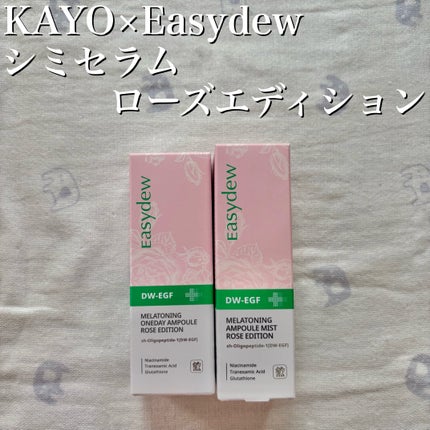 KAYO×Easydew
シミセラム
ローズエディション
Easydew
DW-EGF
MELATONING
ONEDAY AMPOULE
ROSE EDITION
sh-Oligopeptide-1[DW-EGF]
Niacinamide
Tranexamic Acid
Glutathione
Easydew
DW-EGF
MELATONING
AMPOULE MIST
ROSE EDITION
sh-Oligopeptide-1[DW-EGF]
Niacinamide
Tranexamic Acid
Glutathione